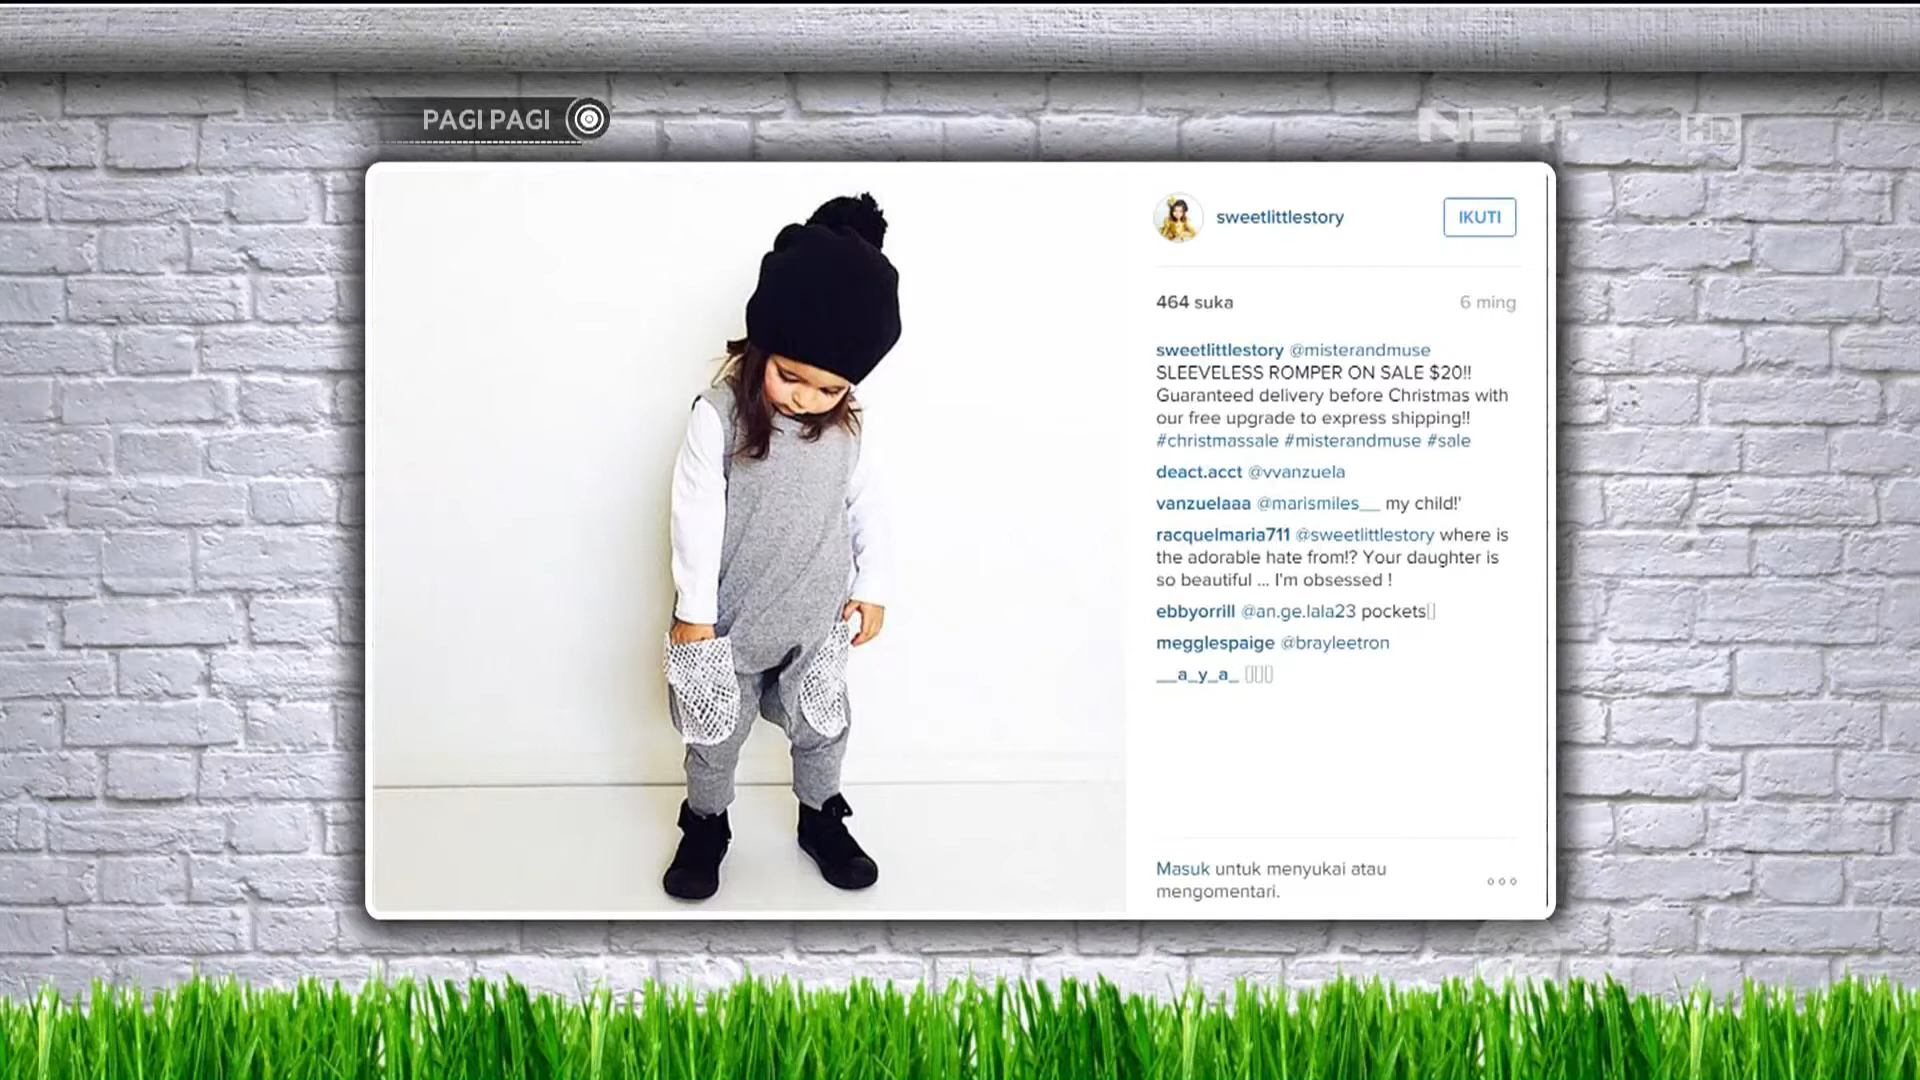 PAGI PAGI
NET.
HD
sweetlittlestory
IKUTI
464 suka
6 ming
sweetlittlestory @misterandmuse
SLEEVELESS ROMPER ON SALE $20!!
Guaranteed delivery before Christmas with
our free upgrade to express shipping!!
#christmassale #misterandmuse #sale
deact.acct @vvanzuela
vanzuelaaa @marismiles__ my child!'
racquelmaria711 @sweetlittlestory where is
the adorable hate from!? Your daughter is
so beautiful ... I'm obsessed !
ebbyorrill @an.ge.lala23 pockets
megglespaige @brayleetron
__a_y_a_
Masuk untuk menyukai atau
mengomentari.